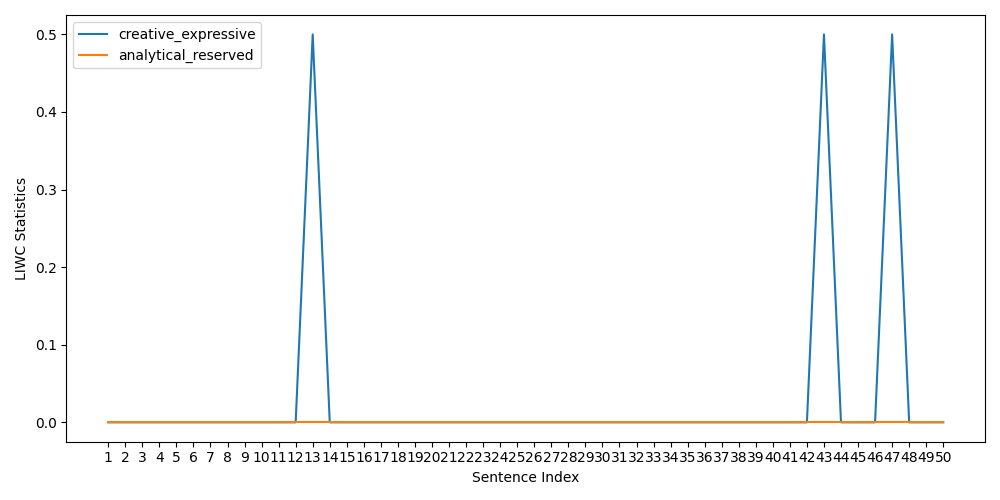 creative_expressive
analytical_reserved
0.5
0.4
0.3
0.2
0.1
0.0
LIWC Statistics
1 2 3 4 5 6 7 8 9 10 11 12 13 14 15 16 17 18 19 20 21 22 23 24 25 26 27 28 29 30 31 32 33 34 35 36 37 38 39 40 41 42 43 44 45 46 47 48 49 50
Sentence Index